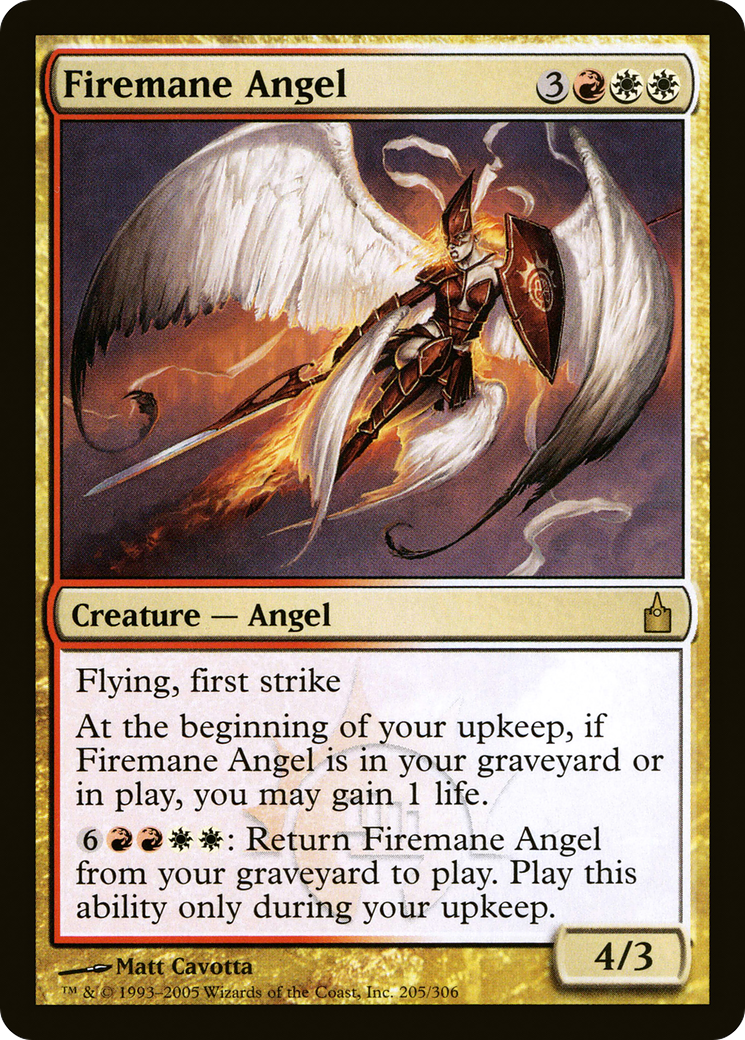 Firemane Angel 3
Creature — Angel
Flying, first strike
At the beginning of your upkeep, if
Firemane Angel is in your graveyard or
in play, you may gain 1 life.
6: Return Firemane Angel
from your graveyard to play. Play this
ability only during your upkeep.
4/3
Matt Cavotta
™ & © 1993–2005 Wizards of the Coast, Inc. 205/306